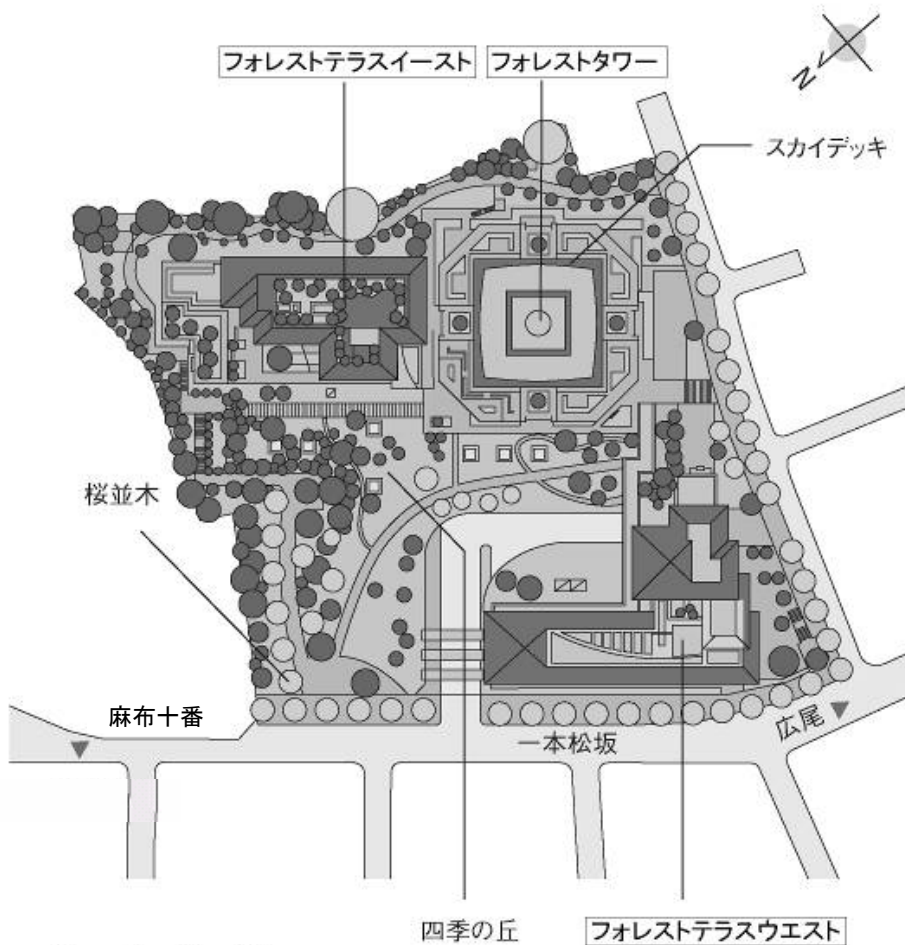 フォレストテラスイースト
フォレストタワー
N
スカイデッキ
桜並木
麻布十番
一本松坂
広尾
四季の丘
フォレストテラスウエスト